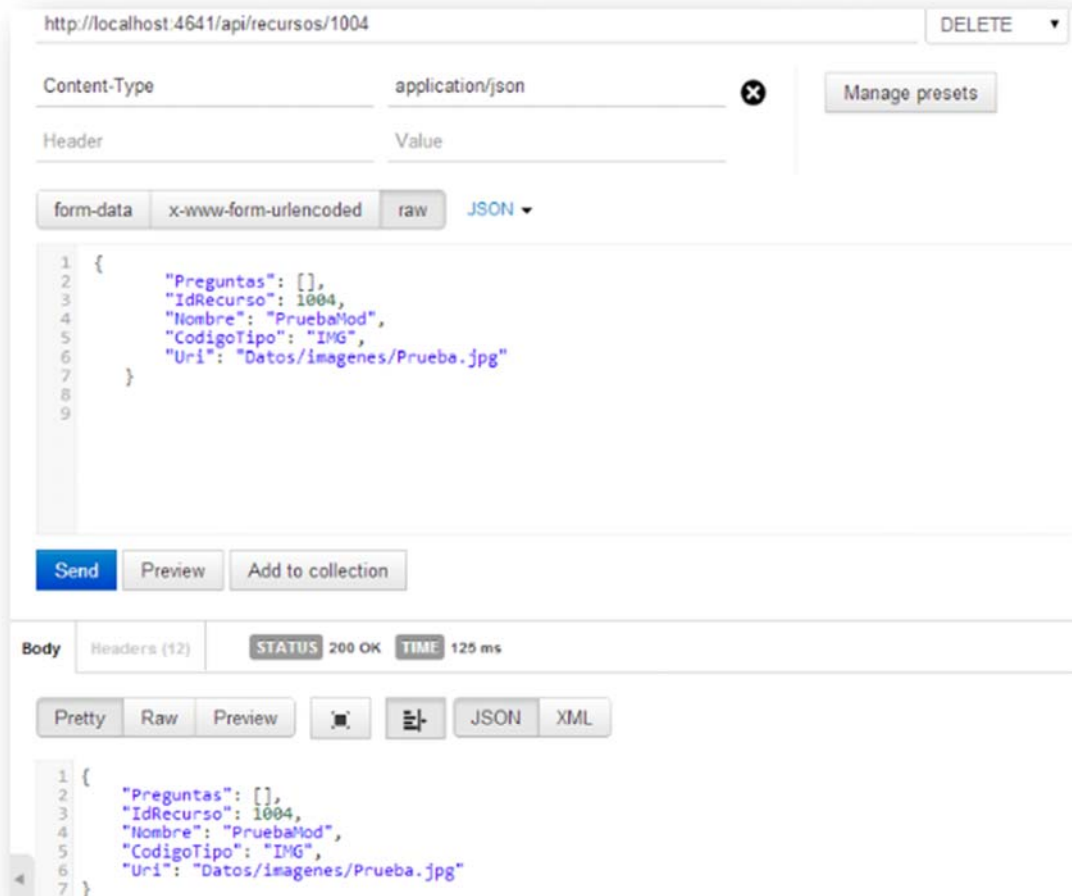 http://localhost:4641/api/recursos/1004 DELETE
Content-Type application/json Manage presets
Header Value
form-data x-www-form-urlencoded raw JSON
1 {
2 "Preguntas": [],
3 "IdRecurso": 1004,
4 "Nombre": "PruebaMod",
5 "CodigoTipo": "IMG",
6 "Uri": "Datos/imagenes/Prueba.jpg"
7 }
8
9
Send Preview Add to collection
Body Headers (12) STATUS 200 OK TIME 125 ms
Pretty Raw Preview JSON XML
1 {
2 "Preguntas": [],
3 "IdRecurso": 1004,
4 "Nombre": "PruebaMod",
5 "CodigoTipo": "IMG",
6 "Uri": "Datos/imagenes/Prueba.jpg"
7 }